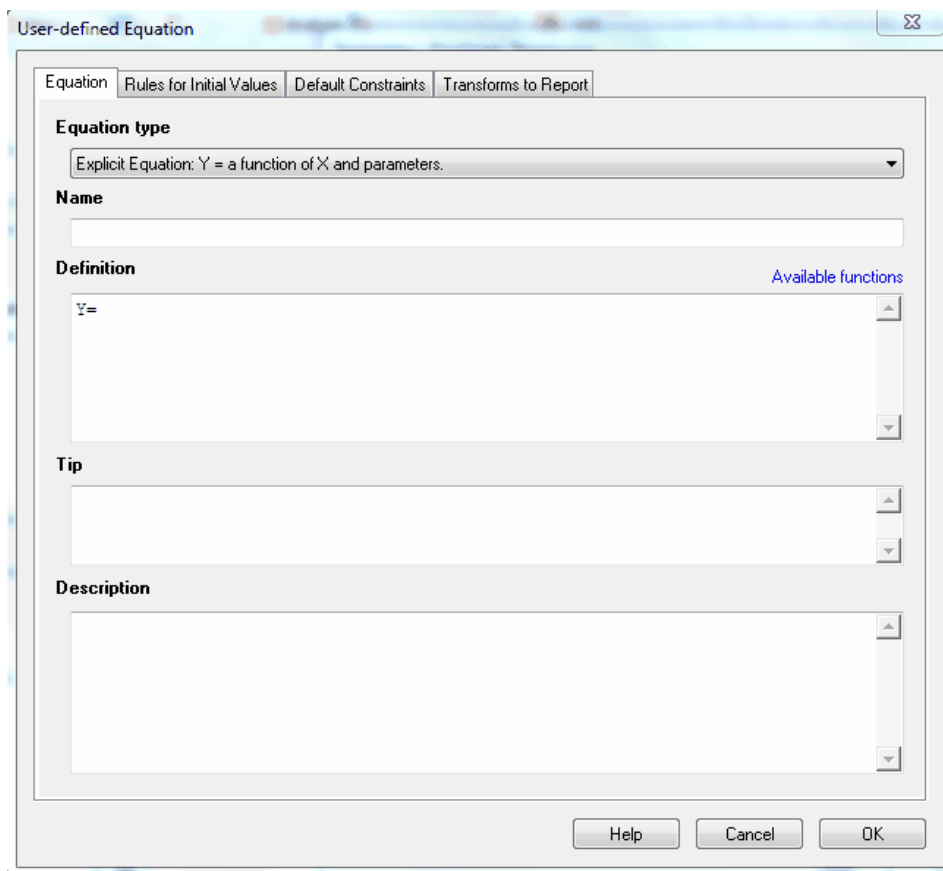 User-defined Equation
Equation Rules for Initial Values Default Constraints Transforms to Report
Equation type
Explicit Equation: Y = a function of X and parameters.
Name
Definition
Available functions
Y=
Tip
Description
Help Cancel OK